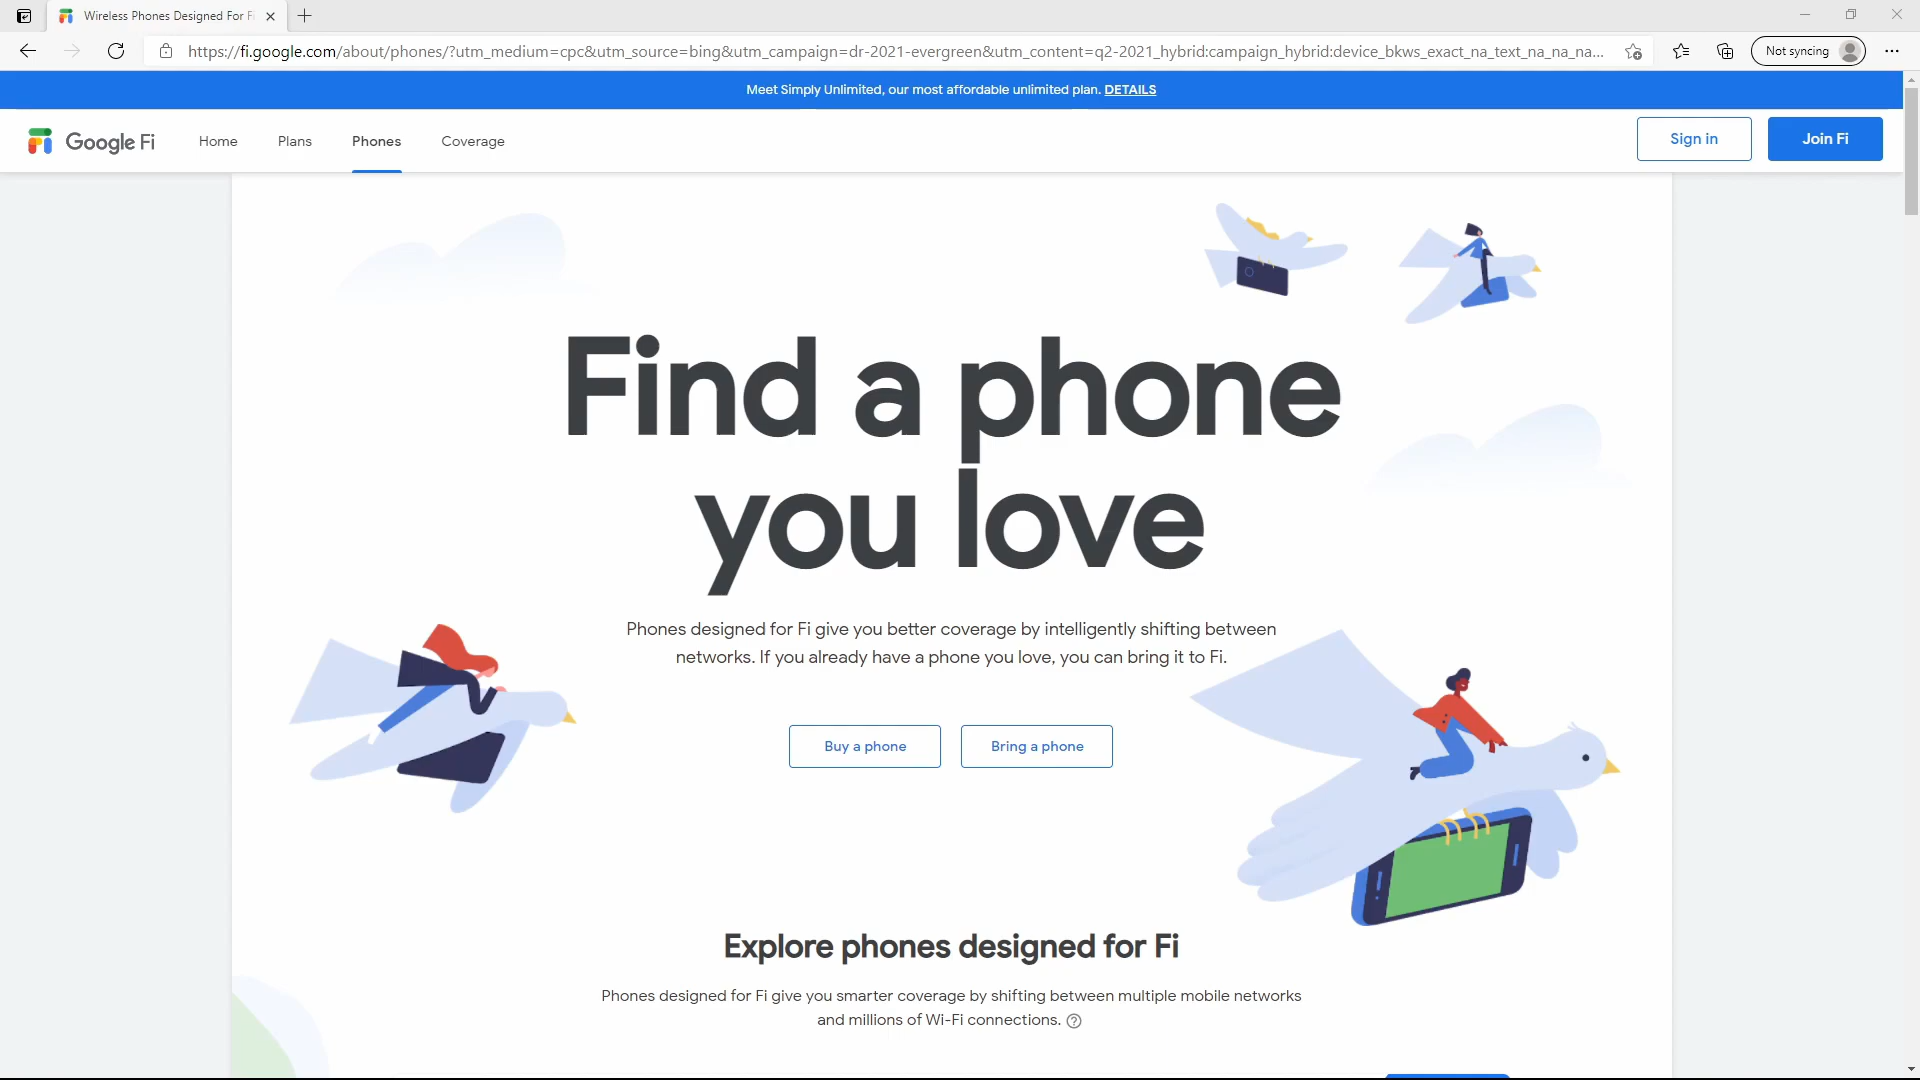 Wireless Phones Designed For Fi
https://fi.google.com/about/phones/?utm_medium=cpc&utm_source=bing&utm_campaign=dr-2021-evergreen&utm_content=q2-2021_hybrid:campaign_hybrid:device_bkws_exact_na_text_na_na_na...
Not syncing
Meet Simply Unlimited, our most affordable unlimited plan. DETAILS
Google Fi
Home
Plans
Phones
Coverage
Sign in
Join Fi
Find a phone
you love
Phones designed for Fi give you better coverage by intelligently shifting between
networks. If you already have a phone you love, you can bring it to Fi.
Buy a phone
Bring a phone
Explore phones designed for Fi
Phones designed for Fi give you smarter coverage by shifting between multiple mobile networks
and millions of Wi-Fi connections.